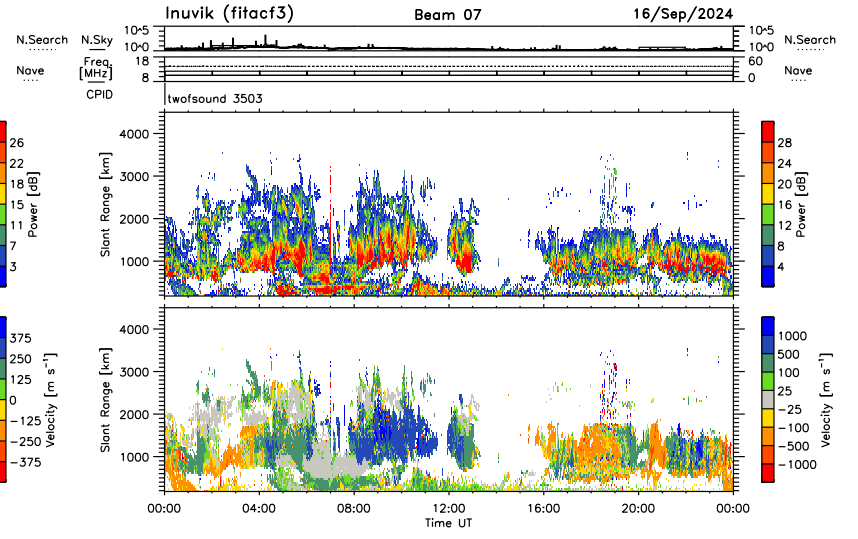 Inuvik (fitacf3) Beam 07 16/Sep/2024
N.Search N.Sky 10^5 10^0 10^5 10^0 N.Search
Nave Freq. [MHz] 18 8 60 0 Nave
CPID twofsound 3503
Power [dB] 26 22 18 15 11 7 3
Slant Range [km] 4000 3000 2000 1000
28 24 20 16 12 8 4 Power [dB]
375 250 125 0 −125 −250 −375 Velocity [m s⁻¹]
Slant Range [km] 4000 3000 2000 1000
1000 500 100 25 −25 −100 −500 −1000 Velocity [m s⁻¹]
00:00 04:00 08:00 12:00 16:00 20:00 00:00
Time UT